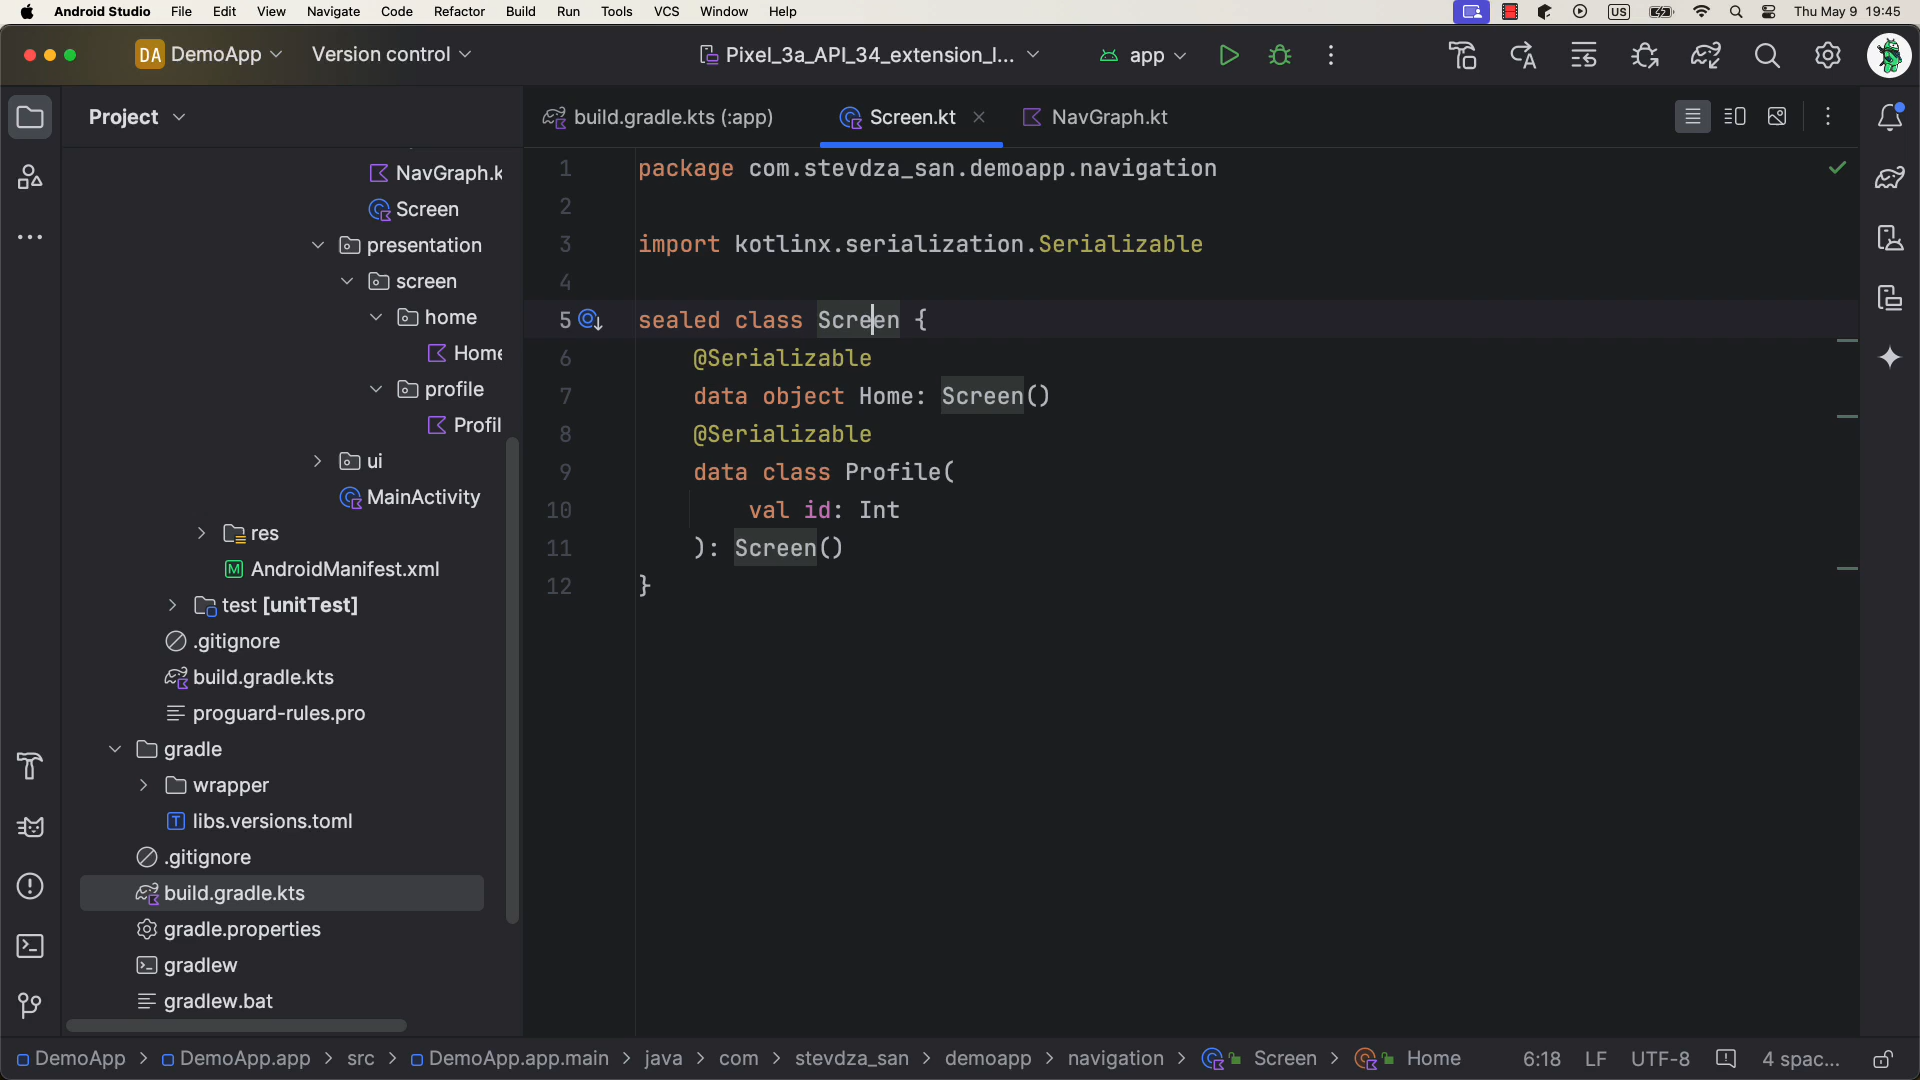 Android Studio File Edit View Navigate Code Refactor Build Run Tools VCS Window Help US Thu May 9 19:45
DA DemoApp Version control Pixel_3a_API_34_extension_l... app
Project
build.gradle.kts (:app) Screen.kt NavGraph.kt
NavGraph.k
Screen
presentation
screen
home
Home
profile
Profil
ui
MainActivity
res
M AndroidManifest.xml
test [unitTest]
.gitignore
build.gradle.kts
proguard-rules.pro
gradle
wrapper
T libs.versions.toml
.gitignore
build.gradle.kts
gradle.properties
gradlew
gradlew.bat
1 package com.stevdza_san.demoapp.navigation
2
3 import kotlinx.serialization.Serializable
4
5 sealed class Screen {
6 @Serializable
7 data object Home: Screen()
8 @Serializable
9 data class Profile(
10 val id: Int
11 ): Screen()
12 }
DemoApp > DemoApp.app > src > DemoApp.app.main > java > com > stevdza_san > demoapp > navigation > Screen > Home 6:18 LF UTF-8 4 spac...